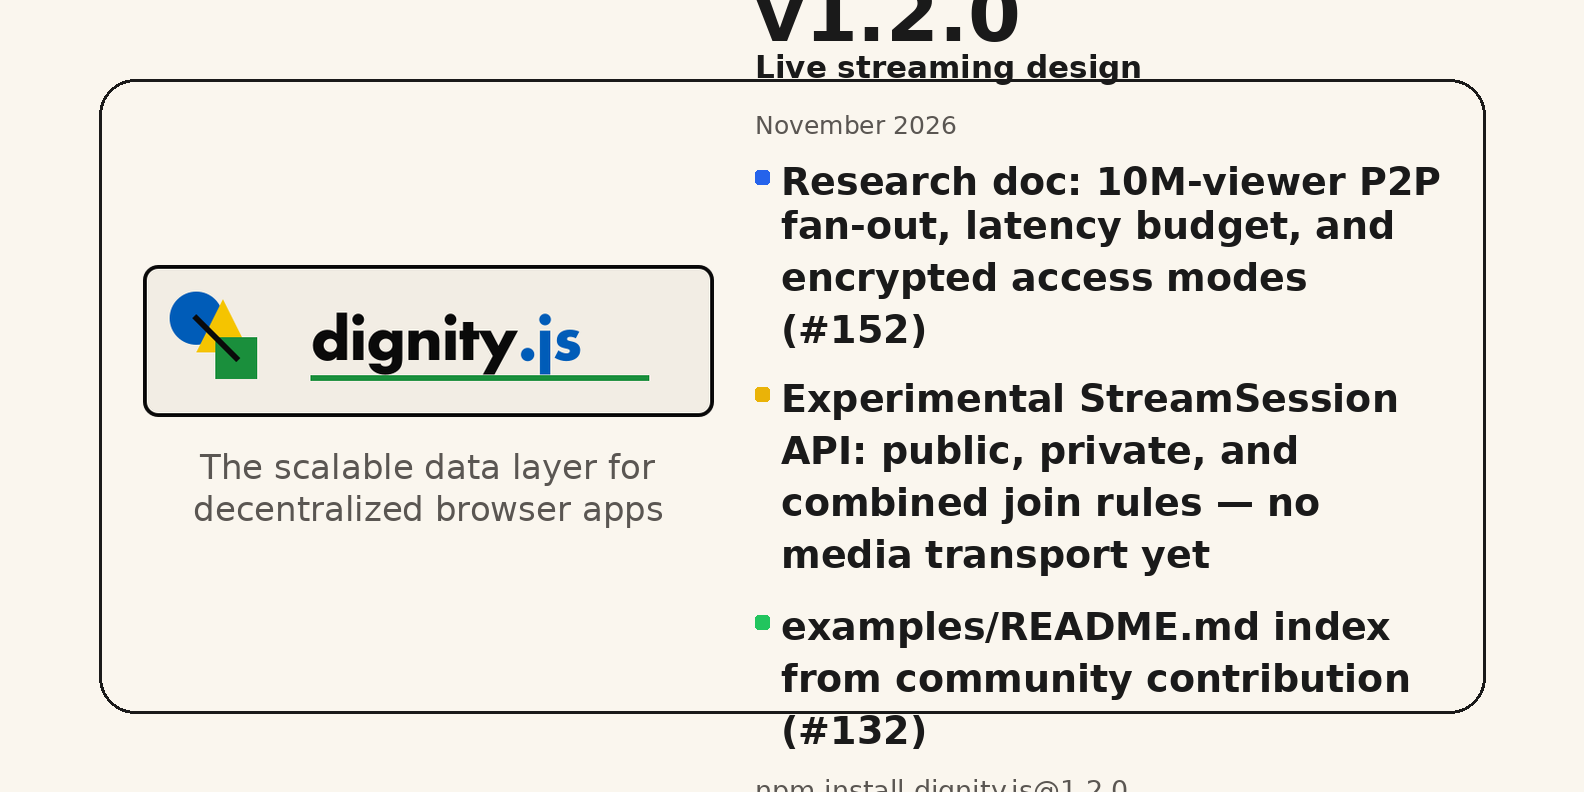 dignity.js
The scalable data layer for
decentralized browser apps
v1.2.0
Live streaming design
November 2026
Research doc: 10M-viewer P2P
fan-out, latency budget, and
encrypted access modes
(#152)
Experimental StreamSession
API: public, private, and
combined join rules — no
media transport yet
examples/README.md index
from community contribution
(#132)
npm install dignity.js@1.2.0